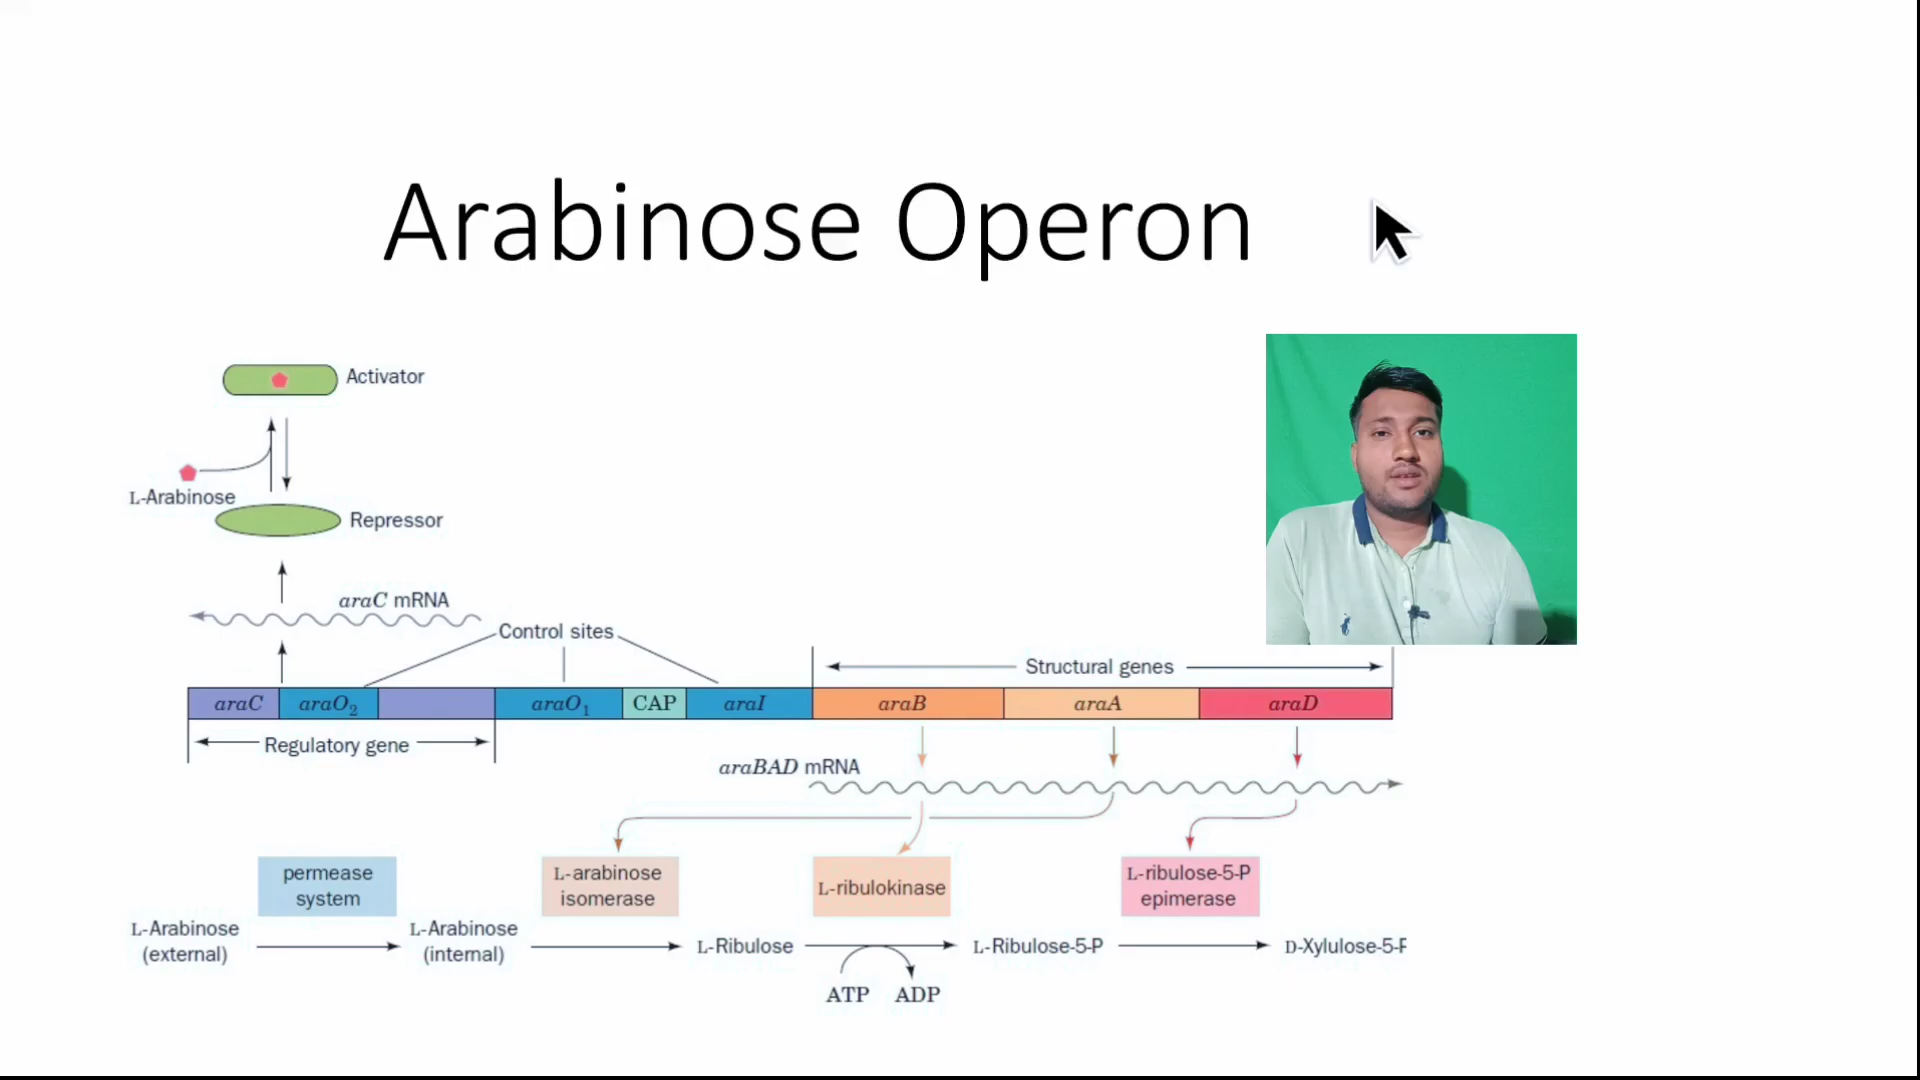 Arabinose Operon
Activator
L-Arabinose
Repressor
araC mRNA
Control sites
Structural genes
araC araO2 araO1 CAP araI araB araA araD
Regulatory gene
araBAD mRNA
permease
system
L-arabinose
isomerase
L-ribulokinase
L-ribulose-5-P
epimerase
L-Arabinose
(external)
L-Arabinose
(internal)
L-Ribulose
L-Ribulose-5-P
D-Xylulose-5-P
ATP ADP